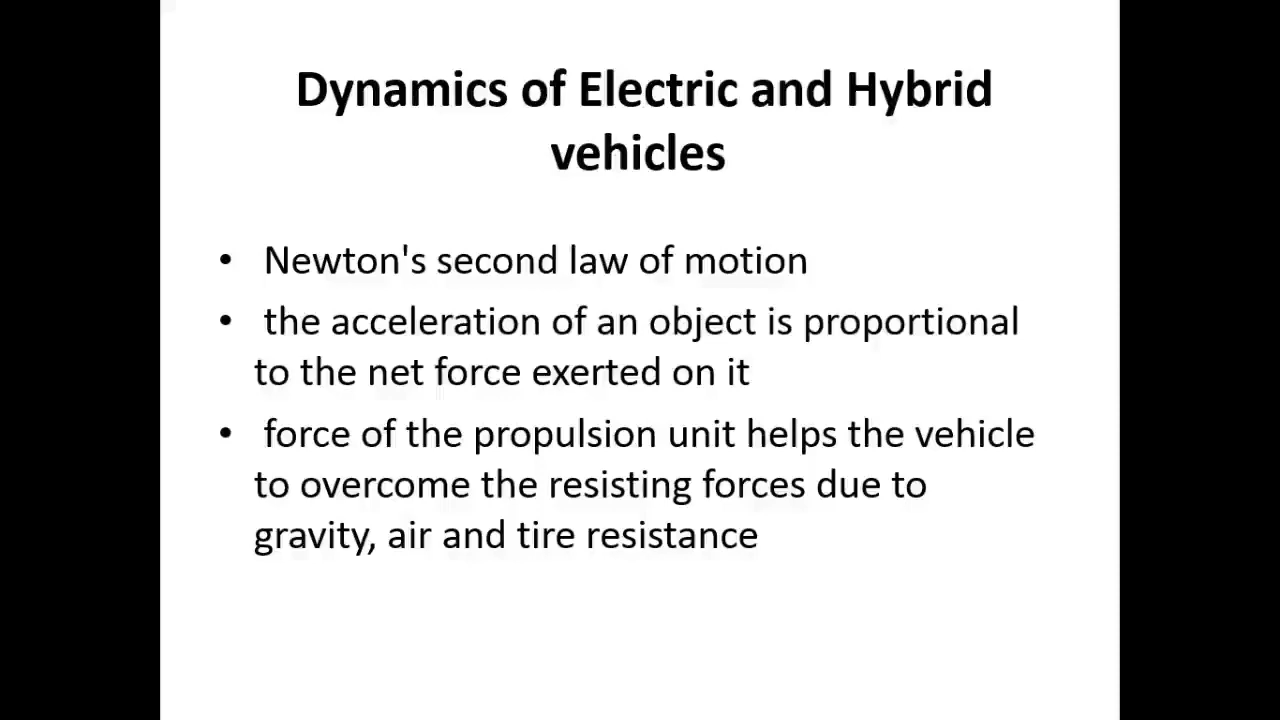 Dynamics of Electric and Hybrid
vehicles
• Newton's second law of motion
• the acceleration of an object is proportional
to the net force exerted on it
• force of the propulsion unit helps the vehicle
to overcome the resisting forces due to
gravity, air and tire resistance